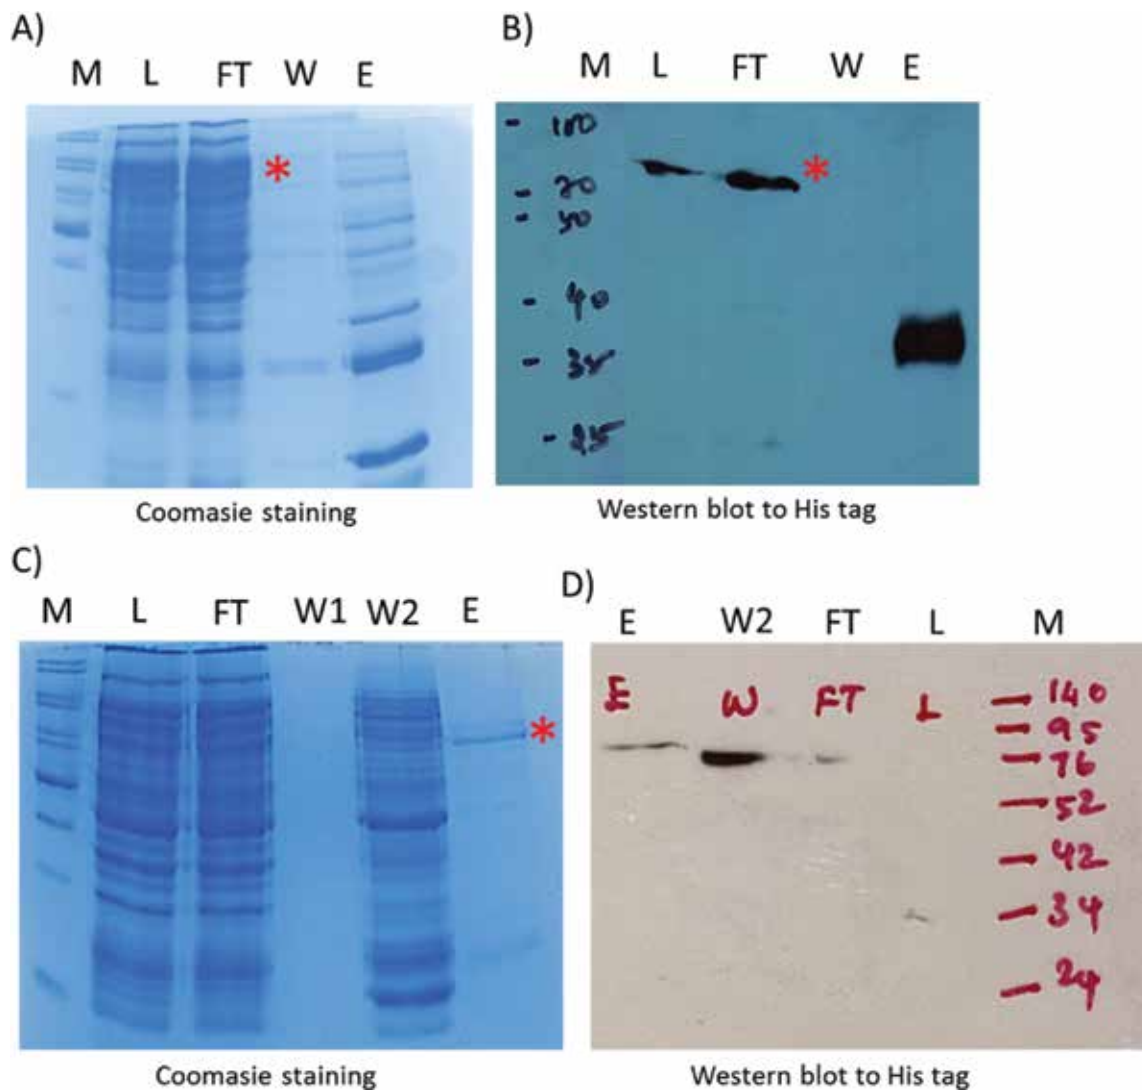 A)
M L FT W E
*
Coomasie staining
B)
M L FT W E
- 100
- 70
- 50
- 40
- 35
- 25
*
Western blot to His tag
C)
M L FT W1 W2 E
*
Coomasie staining
D)
E W2 FT L M
E W FT L
140
95
76
52
42
34
24
Western blot to His tag